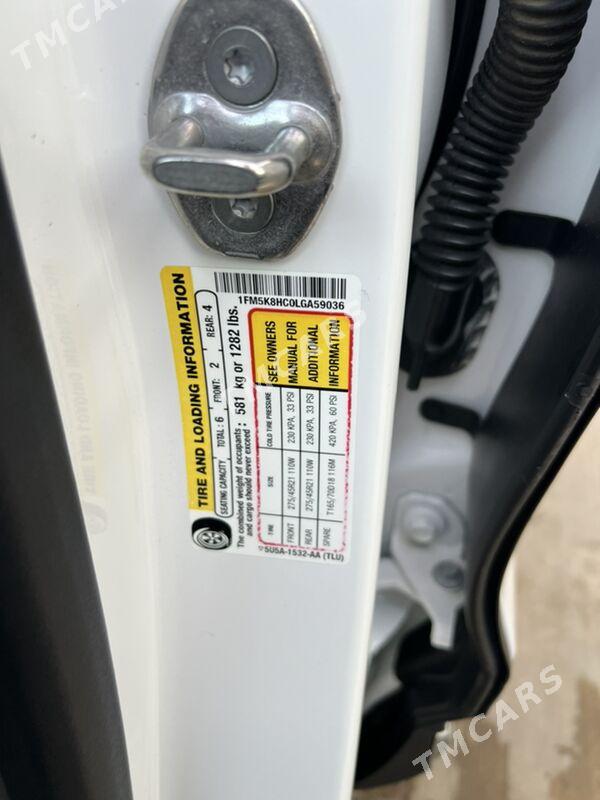 TMCARS
1FM5K8HC0LGA59036
TIRE AND LOADING INFORMATION
SEATING CAPACITY TOTAL: 6 FRONT: 2 REAR: 4
The combined weight of occupants
and cargo should never exceed: 581 kg or 1282 lbs.
TIRE SIZE COLD TIRE PRESSURE SEE OWNERS
FRONT 275/45R21 110W 230 KPA, 33 PSI MANUAL FOR
REAR 275/45R21 110W 230 KPA, 33 PSI ADDITIONAL
SPARE T165/70D18 116M 420 KPA, 60 PSI INFORMATION
5U5A-1532-AA (TLU)
TMCARS
TMCARS